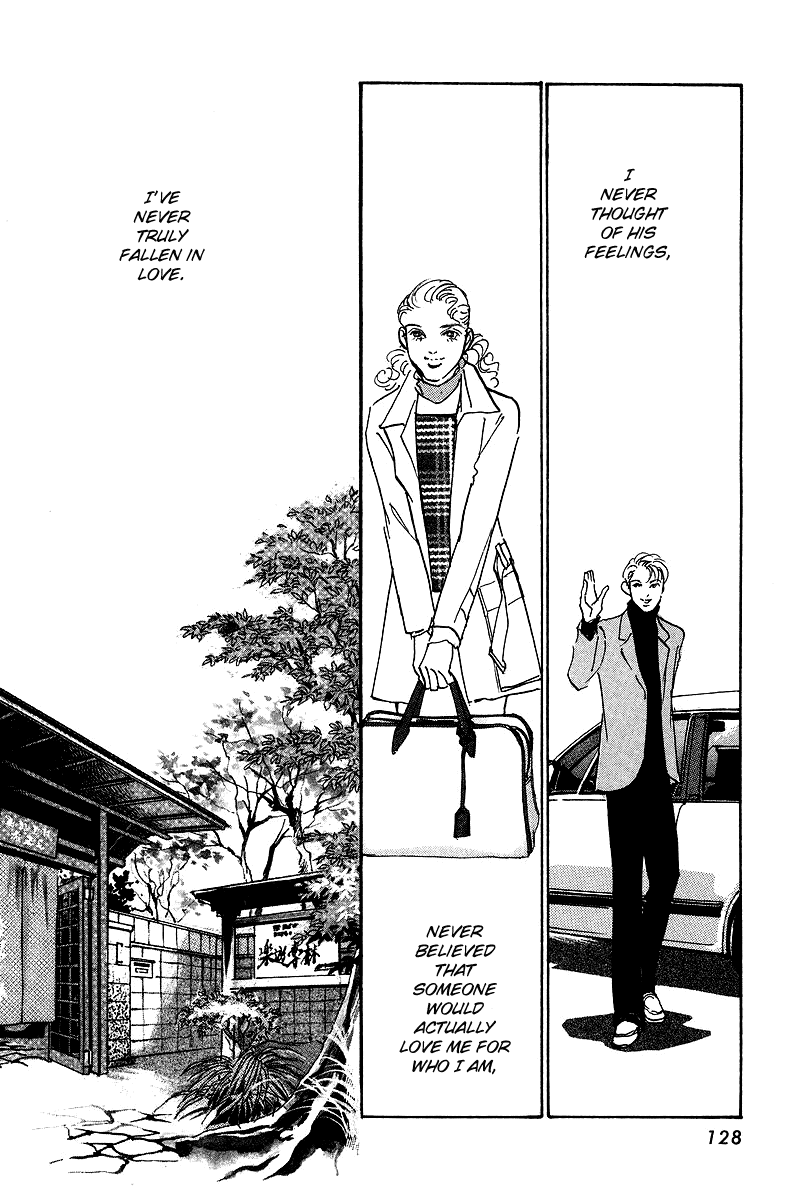 I
NEVER
THOUGHT
OF HIS
FEELINGS,
NEVER
BELIEVED
THAT
SOMEONE
WOULD
ACTUALLY
LOVE ME FOR
WHO I AM,
I'VE
NEVER
TRULY
FALLEN IN
LOVE.
128